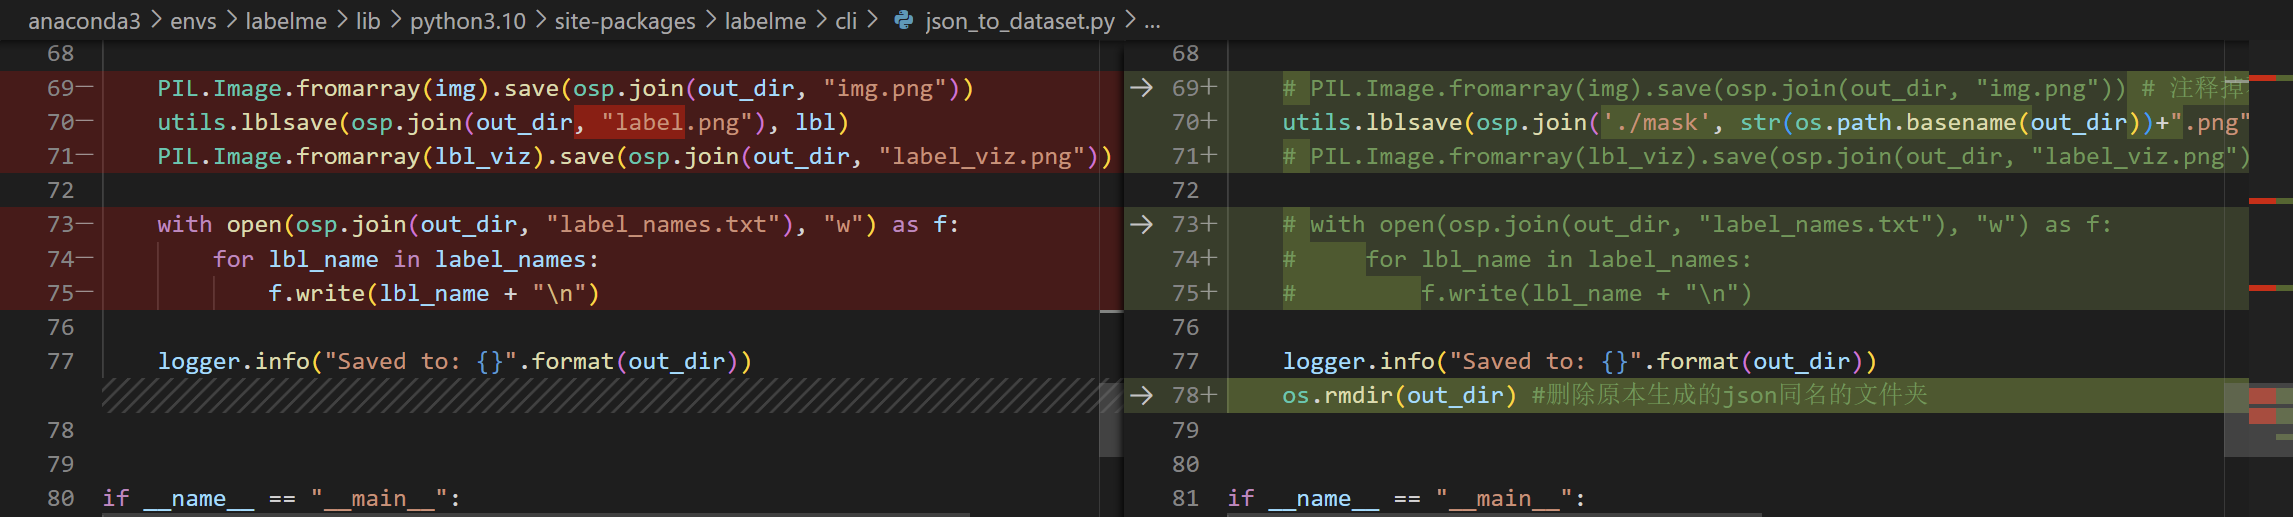 anaconda3 > envs > labelme > lib > python3.10 > site-packages > labelme > cli > json_to_dataset.py > ...
68
69— PIL.Image.fromarray(img).save(osp.join(out_dir, "img.png"))
70— utils.lblsave(osp.join(out_dir, "label.png"), lbl)
71— PIL.Image.fromarray(lbl_viz).save(osp.join(out_dir, "label_viz.png"))
72
73— with open(osp.join(out_dir, "label_names.txt"), "w") as f:
74— for lbl_name in label_names:
75— f.write(lbl_name + "\n")
76
77 logger.info("Saved to: {}".format(out_dir))
78
79
80 if __name__ == "__main__":
68
69+ # PIL.Image.fromarray(img).save(osp.join(out_dir, "img.png")) # 注释掉
70+ utils.lblsave(osp.join('./mask', str(os.path.basename(out_dir))+".png"
71+ # PIL.Image.fromarray(lbl_viz).save(osp.join(out_dir, "label_viz.png")
72
73+ # with open(osp.join(out_dir, "label_names.txt"), "w") as f:
74+ # for lbl_name in label_names:
75+ # f.write(lbl_name + "\n")
76
77 logger.info("Saved to: {}".format(out_dir))
78+ os.rmdir(out_dir) #删除原本生成的json同名的文件夹
79
80
81 if __name__ == "__main__":